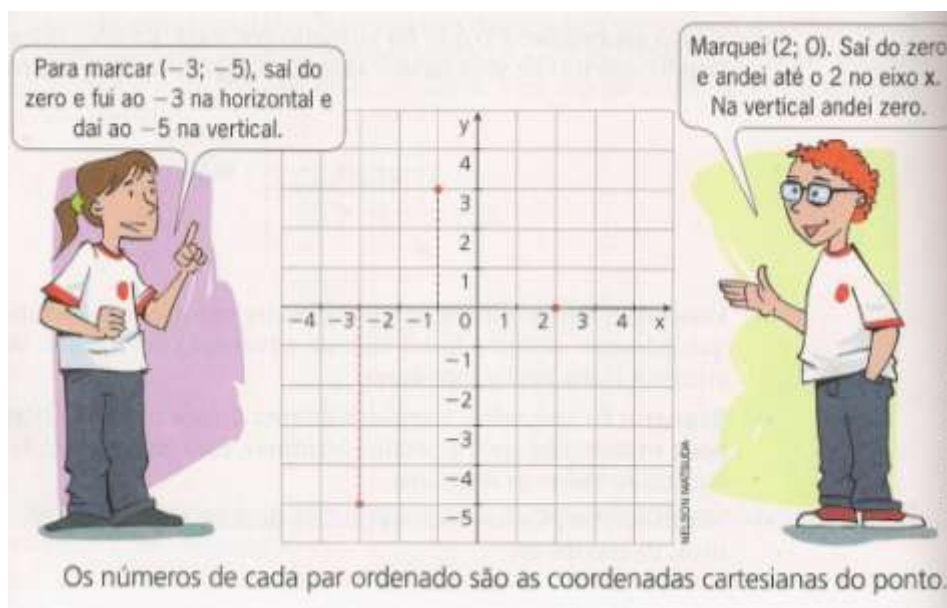 Para marcar (−3; −5), saí do
zero e fui ao −3 na horizontal e
daí ao −5 na vertical.
Marquei (2; 0). Saí do zero
e andei até o 2 no eixo x.
Na vertical andei zero.
y
4
3
2
1
−4 −3 −2 −1 0 1 2 3 4 x
−1
−2
−3
−4
−5
NELSON MATSUDA
Os números de cada par ordenado são as coordenadas cartesianas do ponto.